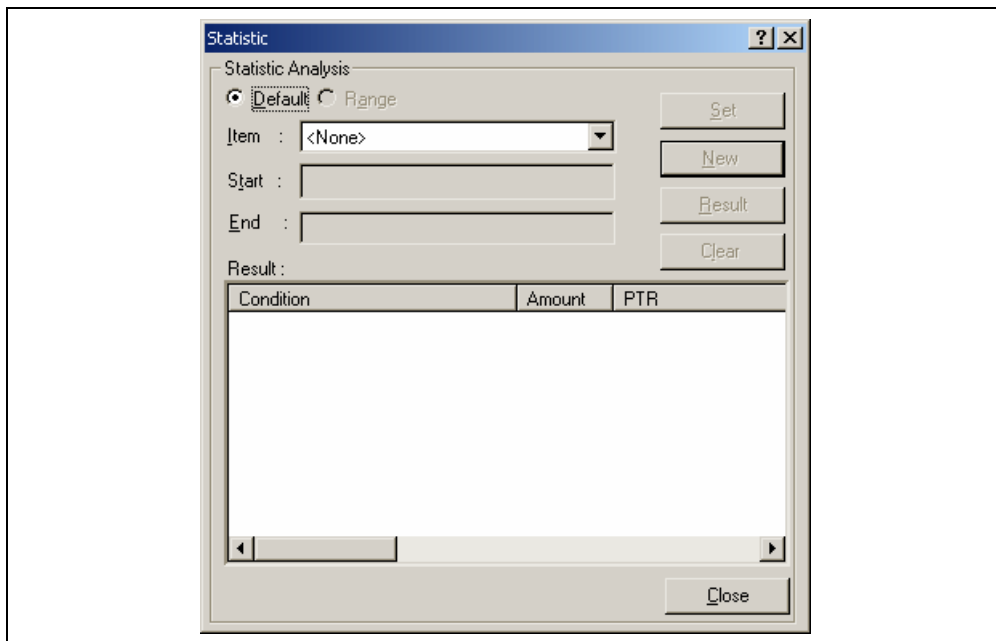 Statistic
Statistic Analysis
Default Range
Set
Item : <None>
New
Start :
Result
End :
Clear
Result :
Condition Amount PTR
Close